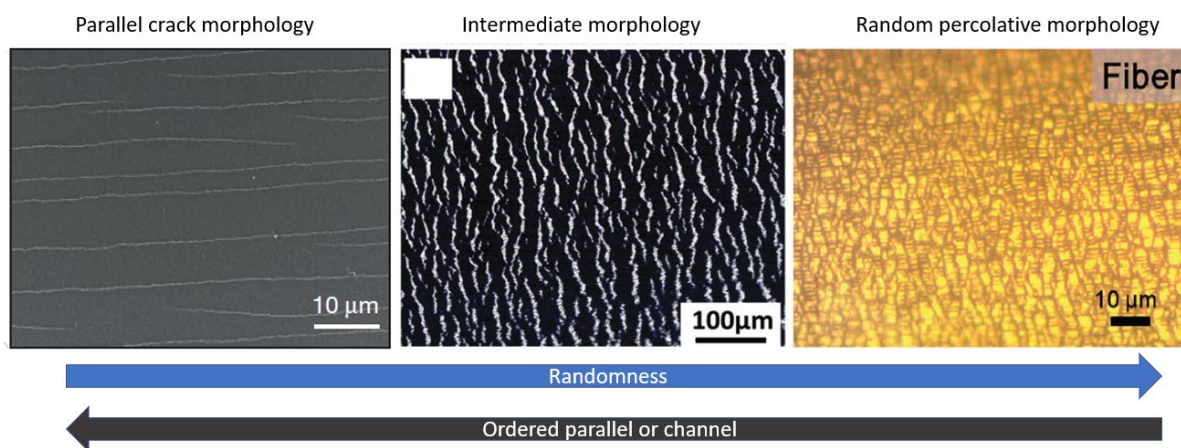 Parallel crack morphology
Intermediate morphology
Random percolative morphology
10 µm
100µm
Fiber
10 µm
Randomness
Ordered parallel or channel